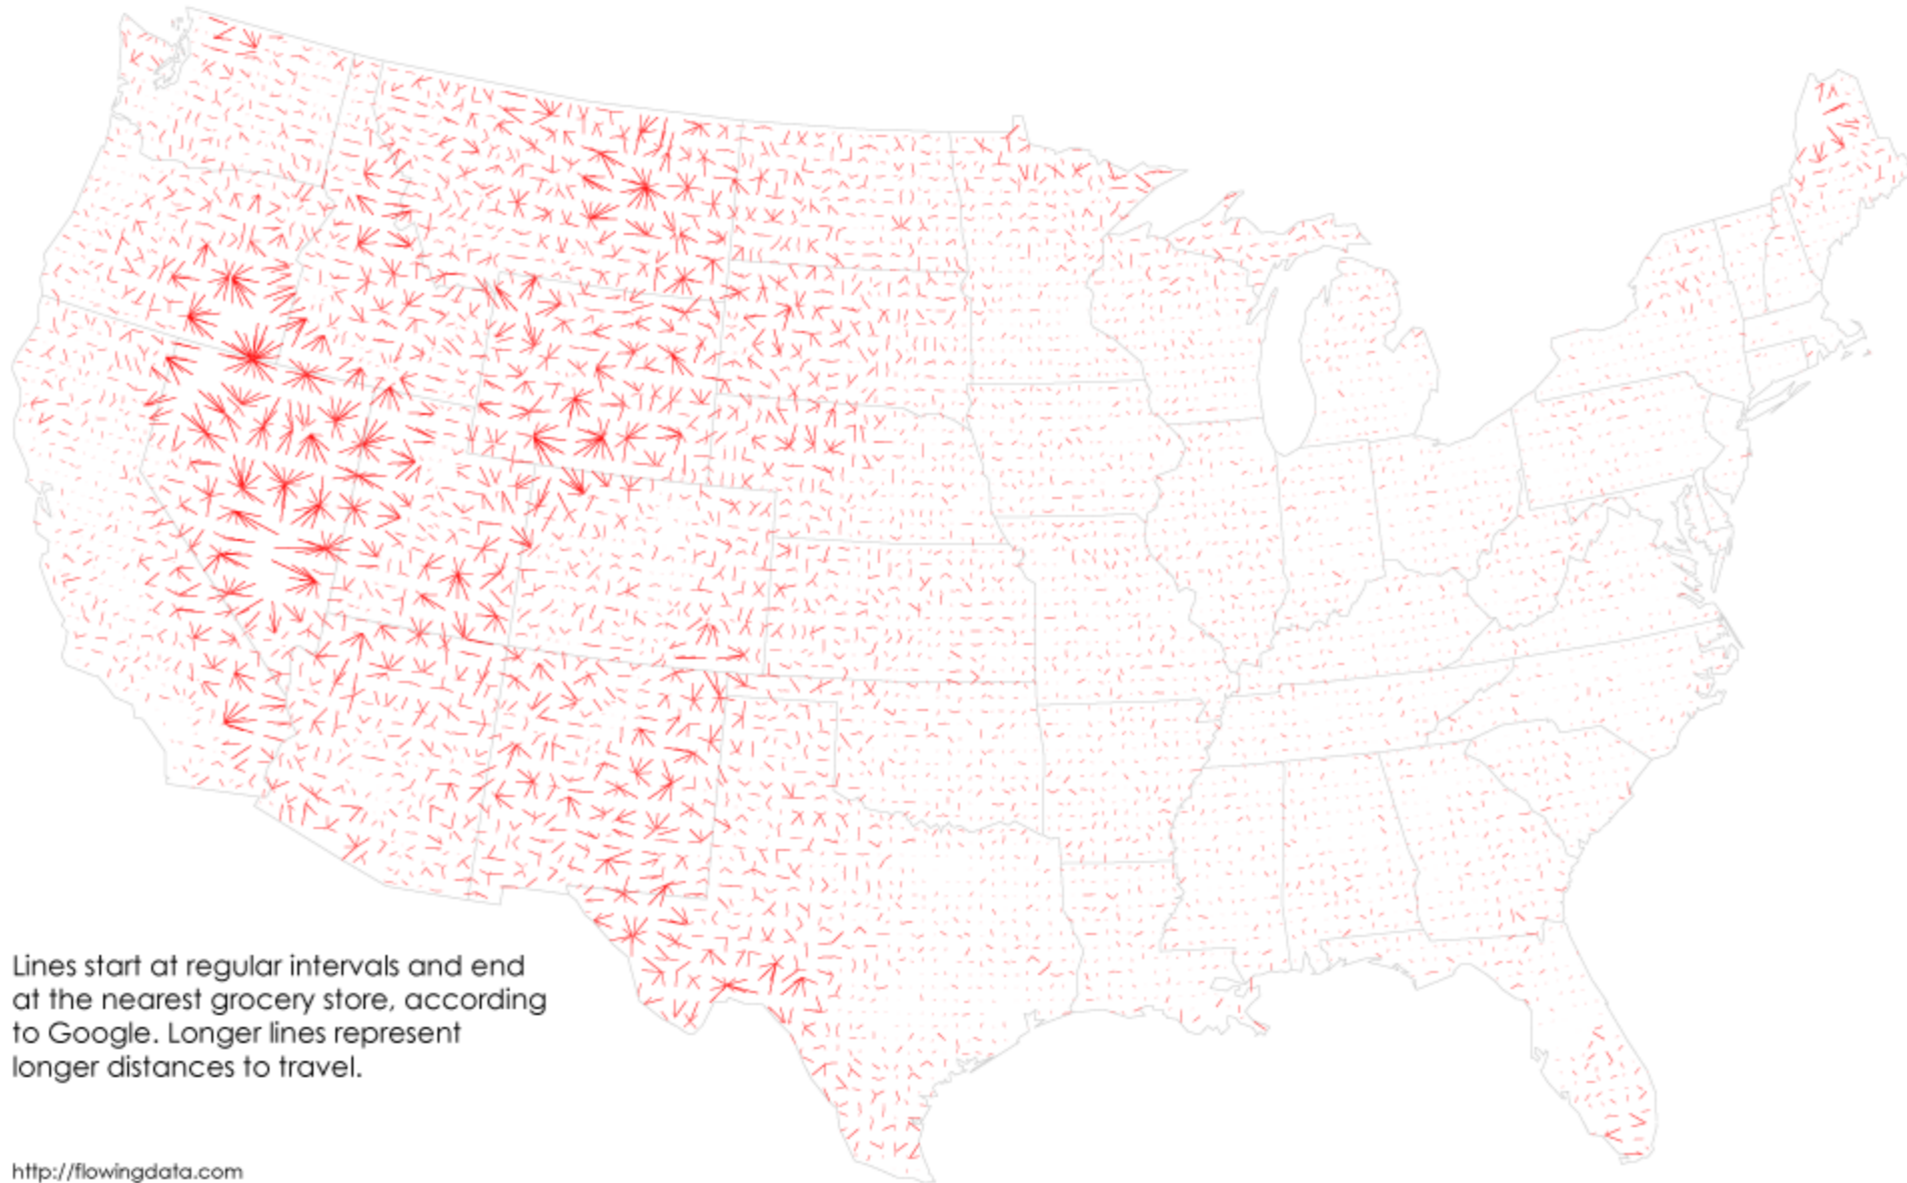 Lines start at regular intervals and end
at the nearest grocery store, according
to Google. Longer lines represent
longer distances to travel.
http://flowingdata.com